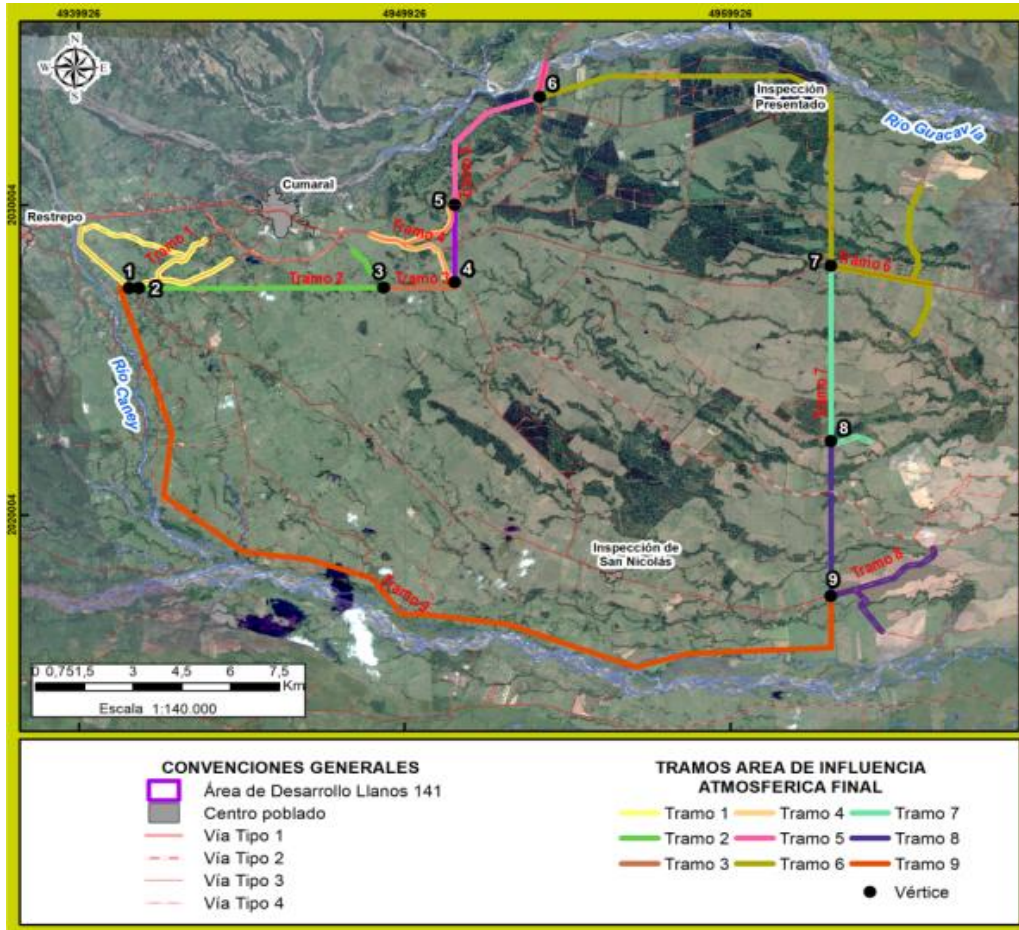 4939926 4949926 4959926
N
W E
S
6
Inspección
Presentado
Río Guacavía
Cumaral
2010004
5
Tramo 5
Restrepo
Tramo 1
Tramo 4
7
Tramo 6
1
2
Tramo 2
3
Tramo 3
4
Río Caney
Tramo 7
8
2020004
Inspección de
San Nicolás
Tramo 8
9
Tramo 9
0 0,751,5 3 4,5 6 7,5
Km
Escala 1:140.000
CONVENCIONES GENERALES
Área de Desarrollo Llanos 141
Centro poblado
Vía Tipo 1
Vía Tipo 2
Vía Tipo 3
Vía Tipo 4
TRAMOS AREA DE INFLUENCIA
ATMOSFERICA FINAL
Tramo 1 Tramo 4 Tramo 7
Tramo 2 Tramo 5 Tramo 8
Tramo 3 Tramo 6 Tramo 9
Vértice